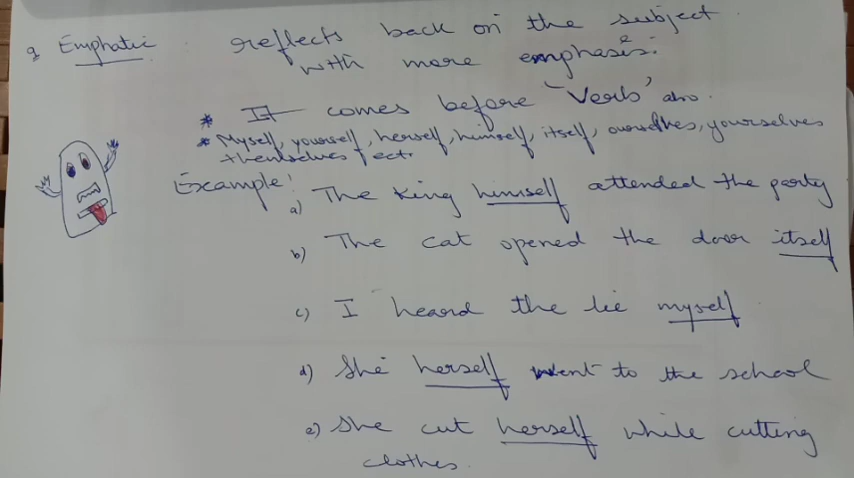 9 Emphatic : reflects back on the subject
with more emphasis.
* It comes before 'Verb' also.
* Myself, yourself, herself, himself, itself, ourselves, yourselves
themselves ect.
Example:
a) The King himself attended the party
b) The cat opened the door itself
c) I heard the lie myself
d) She herself went to the school
e) She cut herself while cutting
clothes.